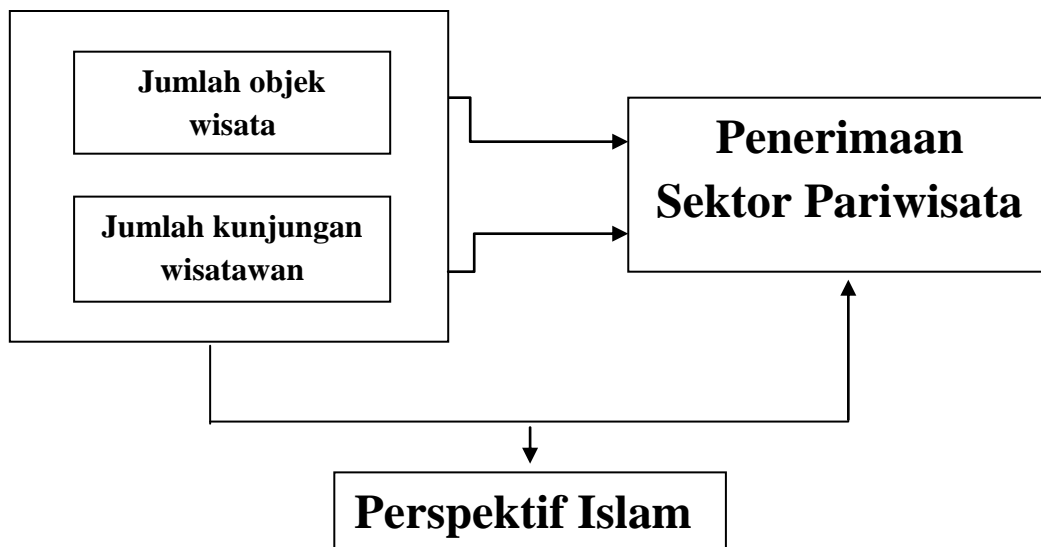 Jumlah objek
wisata
Jumlah kunjungan
wisatawan
Penerimaan
Sektor Pariwisata
Perspektif Islam